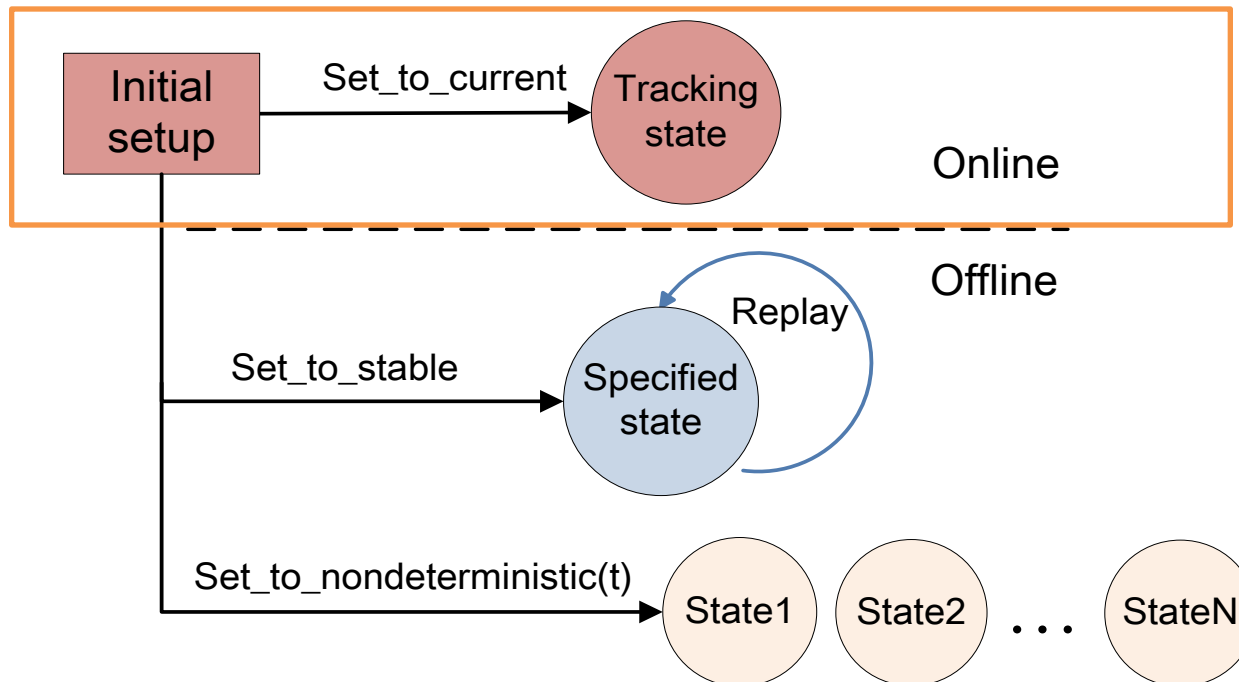 Initial
setup
Set_to_current
Tracking
state
Online
Offline
Replay
Set_to_stable
Specified
state
Set_to_nondeterministic(t)
State1
State2
...
StateN